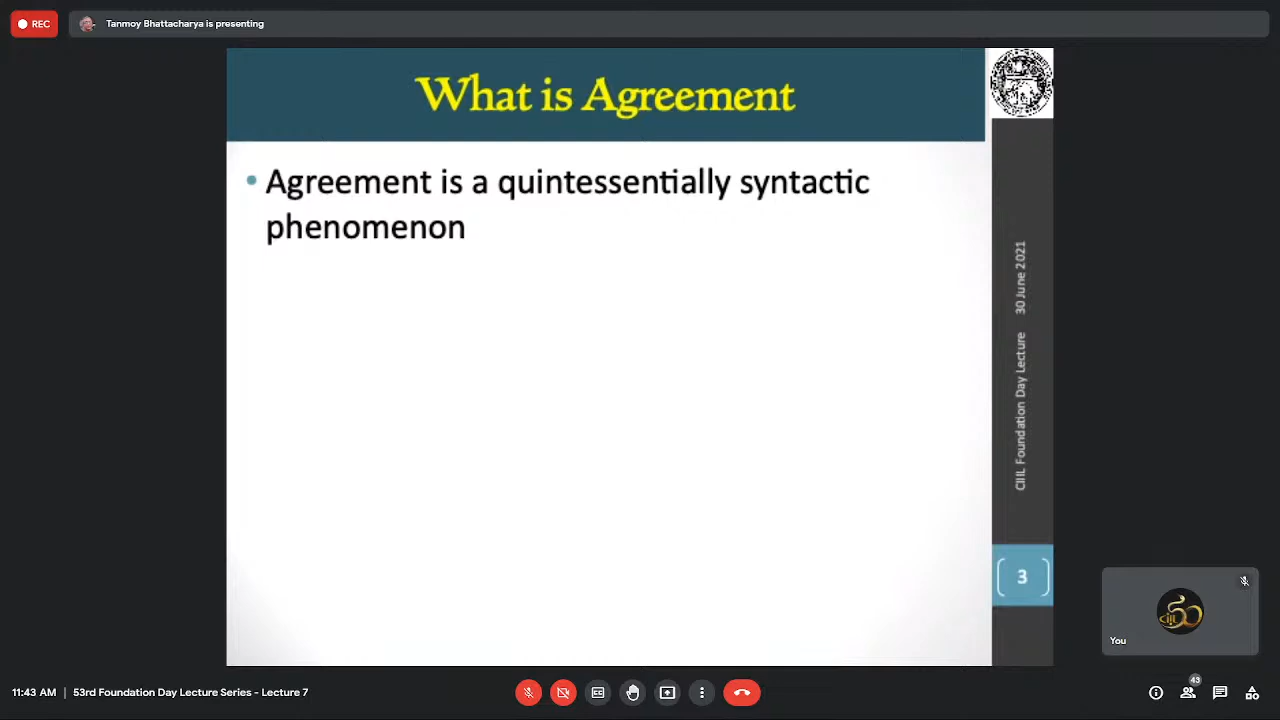 REC
Tanmoy Bhattacharya is presenting
What is Agreement
• Agreement is a quintessentially syntactic
phenomenon
CIIL Foundation Day Lecture 30 June 2021
3
You
11:43 AM | 53rd Foundation Day Lecture Series - Lecture 7
43